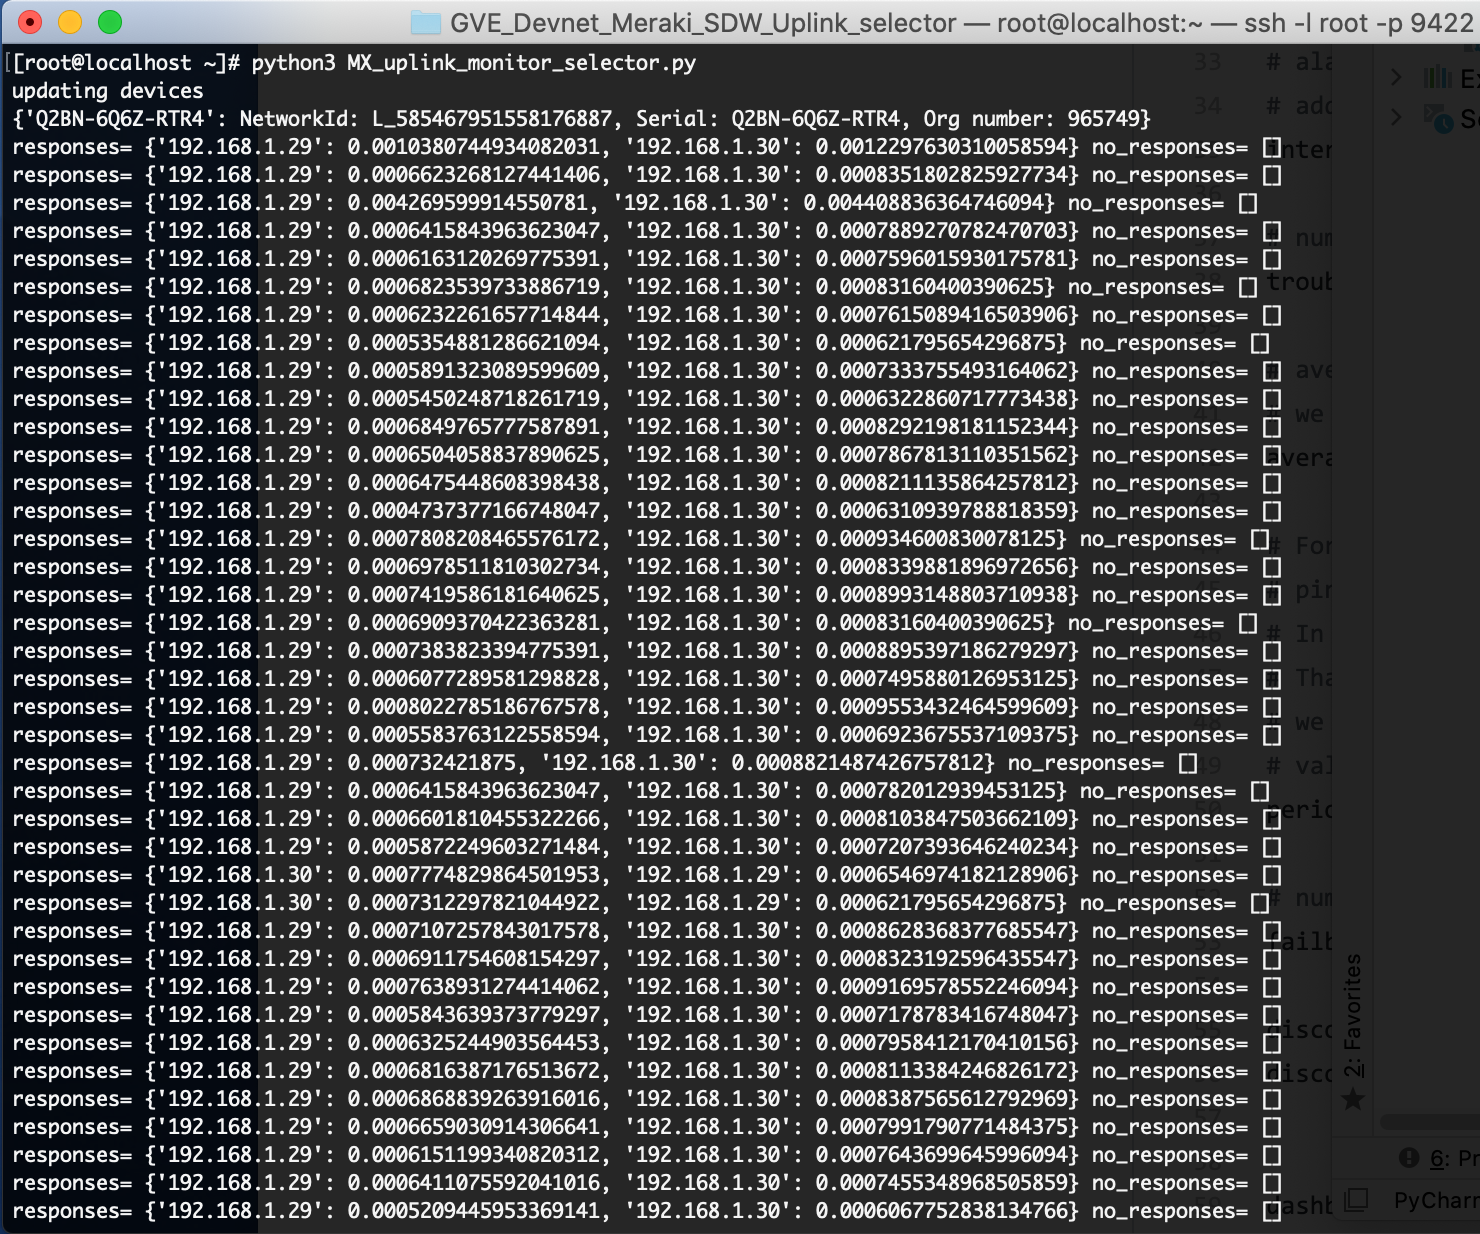 GVE_Devnet_Meraki_SDW_Uplink_selector — root@localhost:~ — ssh -l root -p 9422
[[root@localhost ~]# python3 MX_uplink_monitor_selector.py
updating devices
{'Q2BN-6Q6Z-RTR4': NetworkId: L_585467951558176887, Serial: Q2BN-6Q6Z-RTR4, Org number: 965749}
responses= {'192.168.1.29': 0.0010380744934082031, '192.168.1.30': 0.0012297630310058594} no_responses= []
responses= {'192.168.1.29': 0.0006623268127441406, '192.168.1.30': 0.0008351802825927734} no_responses= []
responses= {'192.168.1.29': 0.004269599914550781, '192.168.1.30': 0.004408836364746094} no_responses= []
responses= {'192.168.1.29': 0.0006415843963623047, '192.168.1.30': 0.0007889270782470703} no_responses= []
responses= {'192.168.1.29': 0.0006163120269775391, '192.168.1.30': 0.0007596015930175781} no_responses= []
responses= {'192.168.1.29': 0.0006823539733886719, '192.168.1.30': 0.00083160400390625} no_responses= []
responses= {'192.168.1.29': 0.0006232261657714844, '192.168.1.30': 0.0007615089416503906} no_responses= []
responses= {'192.168.1.29': 0.0005354881286621094, '192.168.1.30': 0.000621795654296875} no_responses= []
responses= {'192.168.1.29': 0.0005891323089599609, '192.168.1.30': 0.0007333755493164062} no_responses= []
responses= {'192.168.1.29': 0.0005450248718261719, '192.168.1.30': 0.0006322860717773438} no_responses= []
responses= {'192.168.1.29': 0.0006849765777587891, '192.168.1.30': 0.0008292198181152344} no_responses= []
responses= {'192.168.1.29': 0.0006504058837890625, '192.168.1.30': 0.0007867813110351562} no_responses= []
responses= {'192.168.1.29': 0.0006475448608398438, '192.168.1.30': 0.0008211135864257812} no_responses= []
responses= {'192.168.1.29': 0.0004737377166748047, '192.168.1.30': 0.0006310939788818359} no_responses= []
responses= {'192.168.1.29': 0.0007808208465576172, '192.168.1.30': 0.000934600830078125} no_responses= []
responses= {'192.168.1.29': 0.0006978511810302734, '192.168.1.30': 0.0008339881896972656} no_responses= []
responses= {'192.168.1.29': 0.0007419586181640625, '192.168.1.30': 0.0008993148803710938} no_responses= []
responses= {'192.168.1.29': 0.0006909370422363281, '192.168.1.30': 0.00083160400390625} no_responses= []
responses= {'192.168.1.29': 0.0007383823394775391, '192.168.1.30': 0.0008895397186279297} no_responses= []
responses= {'192.168.1.29': 0.0006077289581298828, '192.168.1.30': 0.0007495880126953125} no_responses= []
responses= {'192.168.1.29': 0.0008022785186767578, '192.168.1.30': 0.0009553432464599609} no_responses= []
responses= {'192.168.1.29': 0.0005583763122558594, '192.168.1.30': 0.0006923675537109375} no_responses= []
responses= {'192.168.1.29': 0.000732421875, '192.168.1.30': 0.0008821487426757812} no_responses= []
responses= {'192.168.1.29': 0.0006415843963623047, '192.168.1.30': 0.000782012939453125} no_responses= []
responses= {'192.168.1.29': 0.0006601810455322266, '192.168.1.30': 0.0008103847503662109} no_responses= []
responses= {'192.168.1.29': 0.0005872249603271484, '192.168.1.30': 0.0007207393646240234} no_responses= []
responses= {'192.168.1.30': 0.0007774829864501953, '192.168.1.29': 0.0006546974182128906} no_responses= []
responses= {'192.168.1.30': 0.0007312297821044922, '192.168.1.29': 0.000621795654296875} no_responses= []
responses= {'192.168.1.29': 0.0007107257843017578, '192.168.1.30': 0.0008628368377685547} no_responses= []
responses= {'192.168.1.29': 0.0006911754608154297, '192.168.1.30': 0.0008323192596435547} no_responses= []
responses= {'192.168.1.29': 0.0007638931274414062, '192.168.1.30': 0.0009169578552246094} no_responses= []
responses= {'192.168.1.29': 0.0005843639373779297, '192.168.1.30': 0.0007178783416748047} no_responses= []
responses= {'192.168.1.29': 0.0006325244903564453, '192.168.1.30': 0.0007958412170410156} no_responses= []
responses= {'192.168.1.29': 0.0006816387176513672, '192.168.1.30': 0.0008113384246826172} no_responses= []
responses= {'192.168.1.29': 0.0006868839263916016, '192.168.1.30': 0.0008387565612792969} no_responses= []
responses= {'192.168.1.29': 0.0006659030914306641, '192.168.1.30': 0.0007991790771484375} no_responses= []
responses= {'192.168.1.29': 0.0006151199340820312, '192.168.1.30': 0.0007643699645996094} no_responses= []
responses= {'192.168.1.29': 0.0006411075592041016, '192.168.1.30': 0.0007455348968505859} no_responses= []
responses= {'192.168.1.29': 0.0005209445953369141, '192.168.1.30': 0.0006067752838134766} no_responses= []
2: Favorites